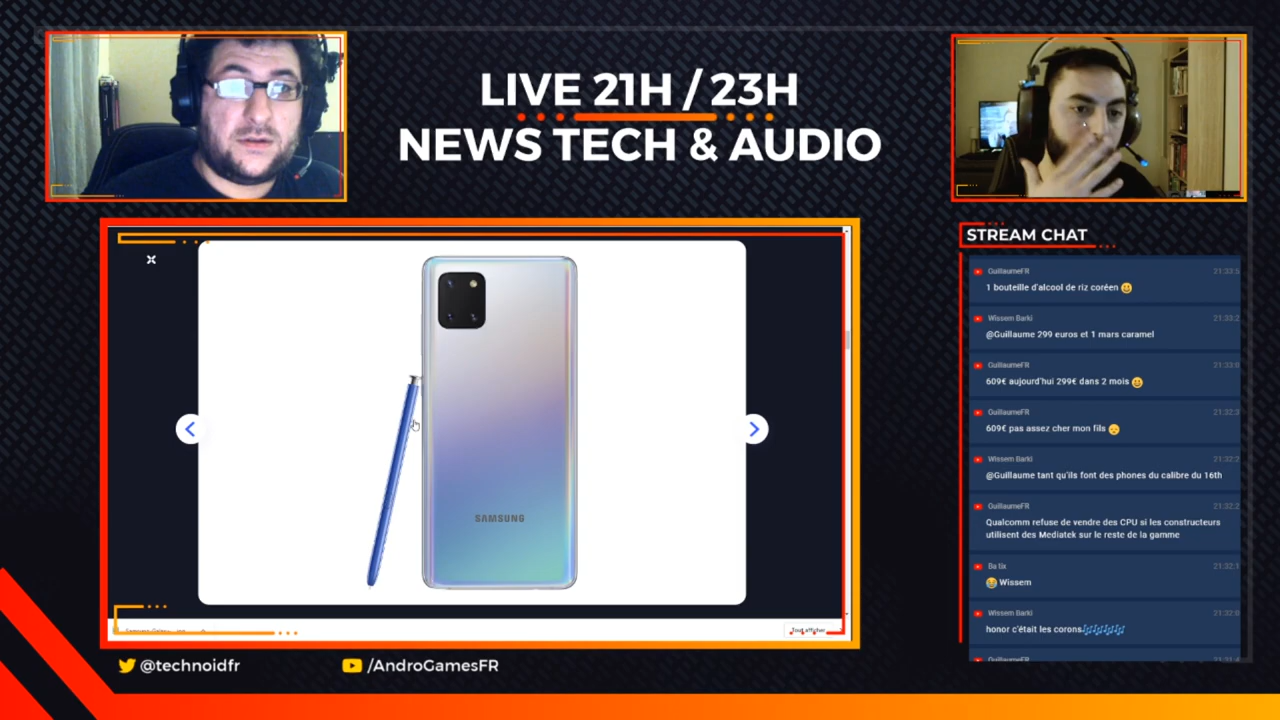 LIVE 21H / 23H
NEWS TECH & AUDIO
SAMSUNG
Tout afficher
@technoidfr
/AndroGamesFR
STREAM CHAT
GuillaumeFR
1 bouteille d'alcool de riz coréen 😀
Wissem Barki
@Guillaume 299 euros et 1 mars caramel
GuillaumeFR
609€ aujourd'hui 299€ dans 2 mois 😀
GuillaumeFR
609€ pas assez cher mon fils 😞
Wissem Barki
@Guillaume tant qu'ils font des phones du calibre du 16th
GuillaumeFR
Qualcomm refuse de vendre des CPU si les constructeurs
utilisent des Mediatek sur le reste de la gamme
Ba tix
😂 Wissem
Wissem Barki
honor c'était les corons🎶🎶🎶🎶
GuillaumeFR